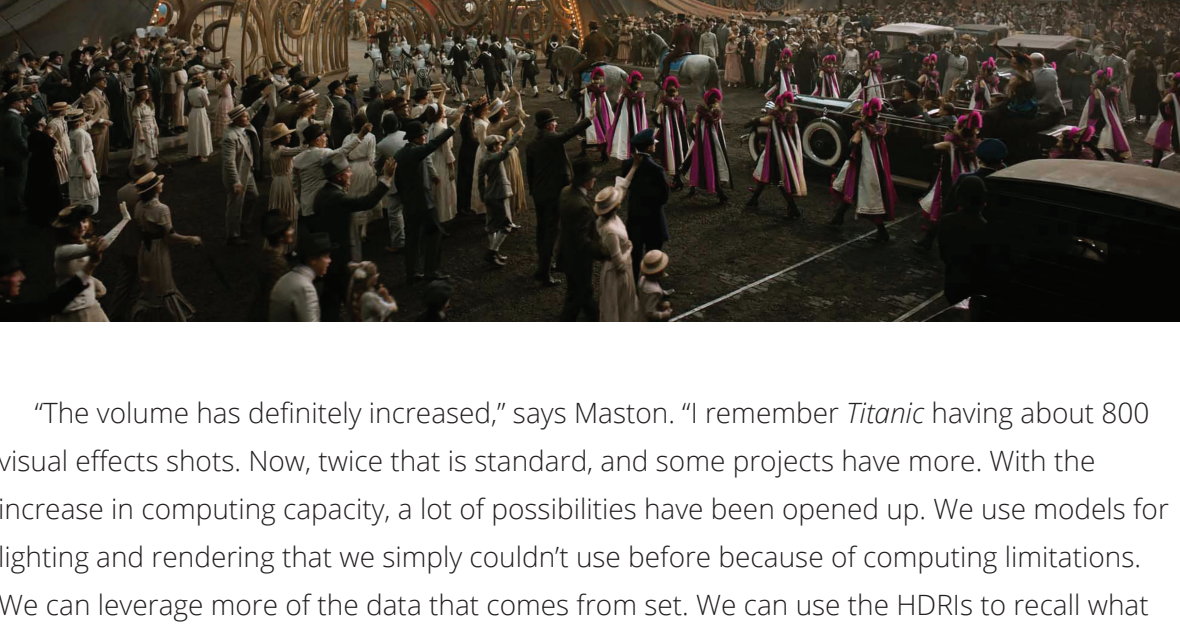 “The volume has definitely increased,” says Maston. “I remember Titanic having about 800
visual effects shots. Now, twice that is standard, and some projects have more. With the
increase in computing capacity, a lot of possibilities have been opened up. We use models for
lighting and rendering that we simply couldn’t use before because of computing limitations.
We can leverage more of the data that comes from set. We can use the HDRIs to recall what